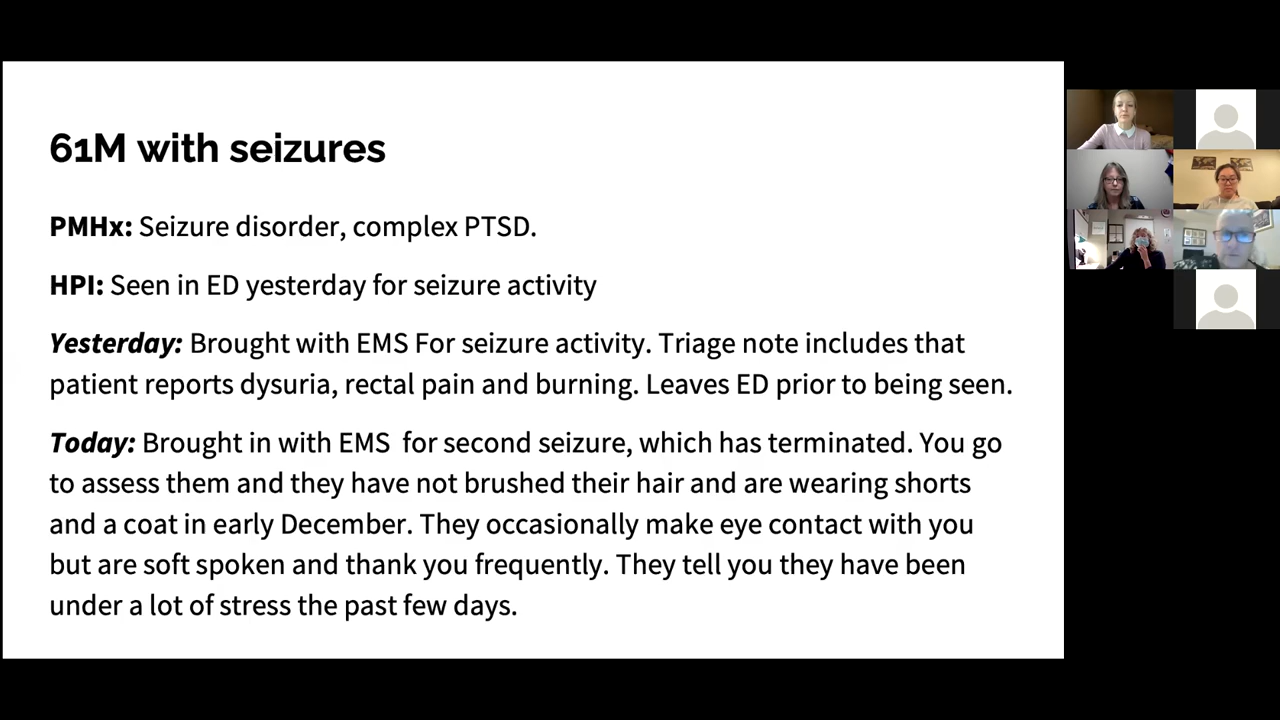 61M with seizures
PMHx: Seizure disorder, complex PTSD.
HPI: Seen in ED yesterday for seizure activity
Yesterday: Brought with EMS For seizure activity. Triage note includes that
patient reports dysuria, rectal pain and burning. Leaves ED prior to being seen.
Today: Brought in with EMS  for second seizure, which has terminated. You go
to assess them and they have not brushed their hair and are wearing shorts
and a coat in early December. They occasionally make eye contact with you
but are soft spoken and thank you frequently. They tell you they have been
under a lot of stress the past few days.